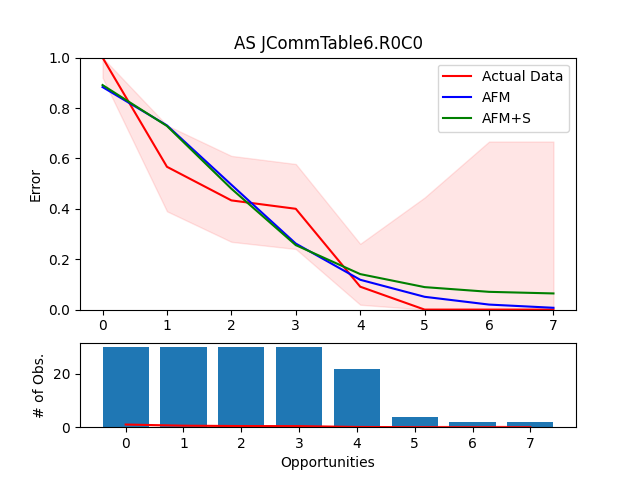 AS JCommTable6.R0C0
1.0
0.8
0.6
0.4
0.2
0.0
Error
Actual Data
AFM
AFM+S
0 1 2 3 4 5 6 7
20
0
# of Obs.
0 1 2 3 4 5 6 7
Opportunities